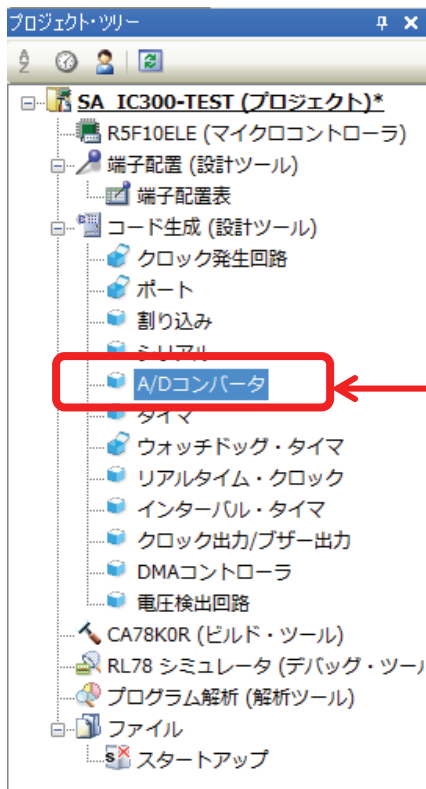 プロジェクト・ツリー
SA_IC300-TEST (プロジェクト)*
R5F10ELE (マイクロコントローラ)
端子配置 (設計ツール)
端子配置表
コード生成 (設計ツール)
クロック発生回路
ポート
割り込み
シリアル
A/Dコンバータ
タイマ
ウォッチドッグ・タイマ
リアルタイム・クロック
インターバル・タイマ
クロック出力/ブザー出力
DMAコントローラ
電圧検出回路
CA78K0R (ビルド・ツール)
RL78 シミュレータ (デバッグ・ツール
プログラム解析 (解析ツール)
ファイル
スタートアップ